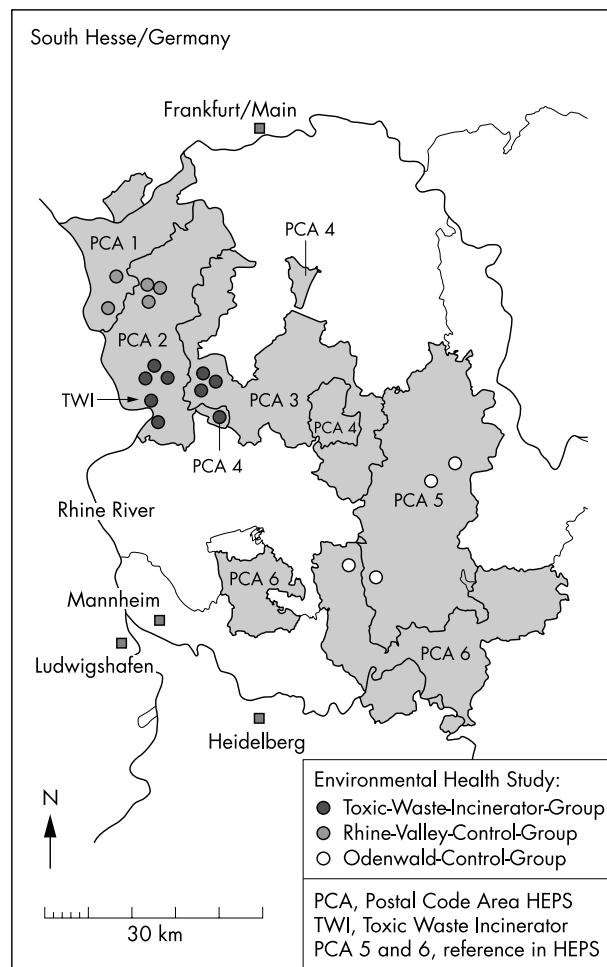 South Hesse/Germany
Frankfurt/Main
PCA 4
PCA 1
PCA 2
TWI
PCA 3
PCA 4
PCA 4
PCA 5
Rhine River
PCA 6
Mannheim
PCA 6
Ludwigshafen
Heidelberg
N
30 km
Environmental Health Study:
Toxic-Waste-Incinerator-Group
Rhine-Valley-Control-Group
Odenwald-Control-Group
PCA, Postal Code Area HEPS
TWI, Toxic Waste Incinerator
PCA 5 and 6, reference in HEPS